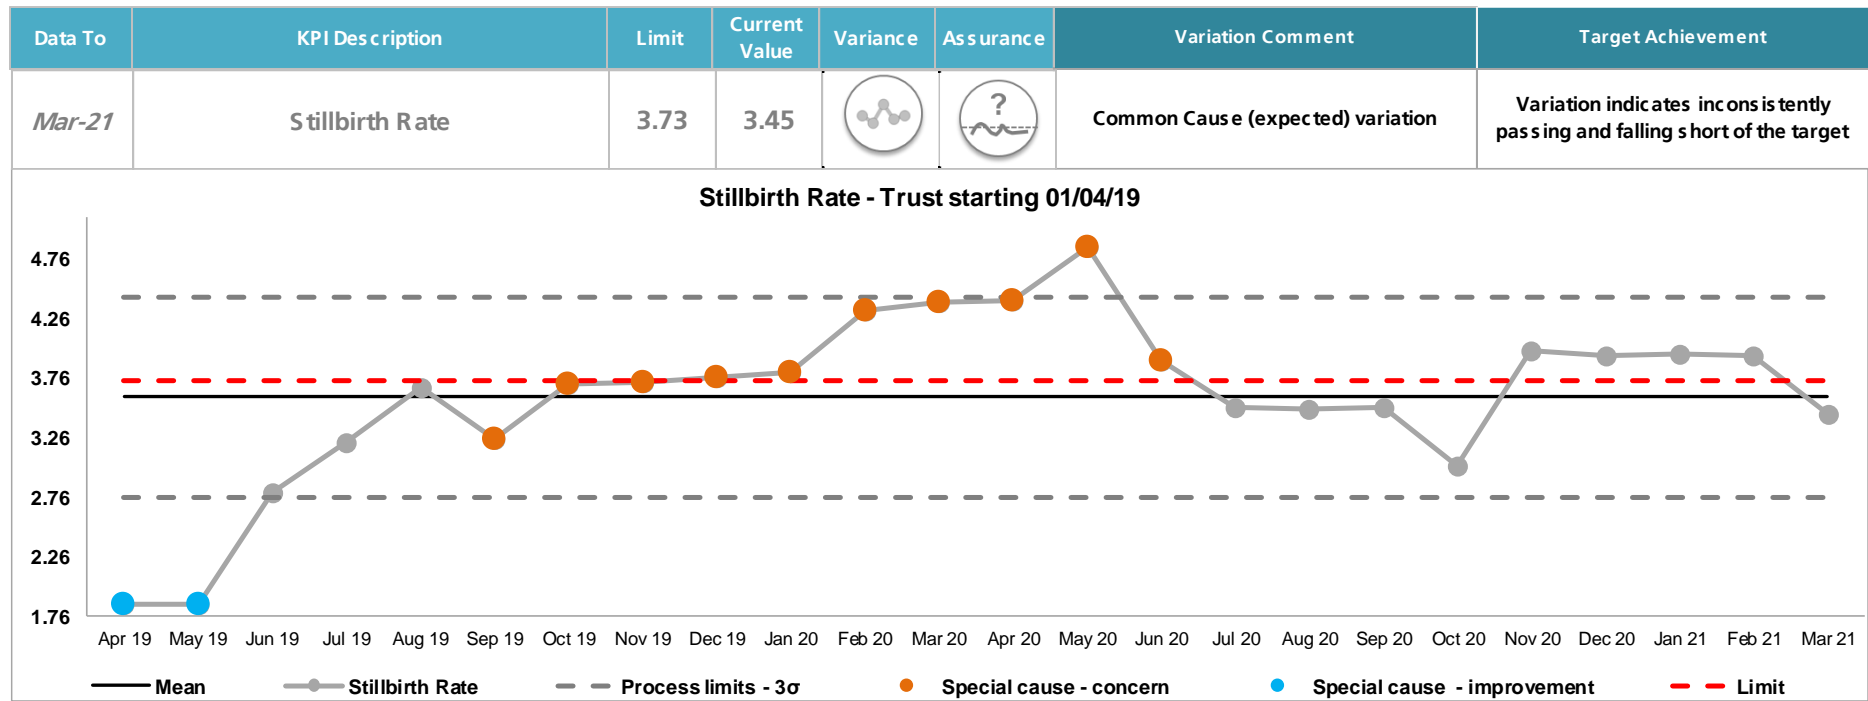 Data To KPI Description Limit Current Value Variance Assurance Variation Comment Target Achievement
Mar-21 Stillbirth Rate 3.73 3.45 ? Common Cause (expected) variation Variation indicates inconsistently passing and falling short of the target
Stillbirth Rate - Trust starting 01/04/19
4.76
4.26
3.76
3.26
2.76
2.26
1.76
Apr 19 May 19 Jun 19 Jul 19 Aug 19 Sep 19 Oct 19 Nov 19 Dec 19 Jan 20 Feb 20 Mar 20 Apr 20 May 20 Jun 20 Jul 20 Aug 20 Sep 20 Oct 20 Nov 20 Dec 20 Jan 21 Feb 21 Mar 21
Mean Stillbirth Rate Process limits - 3σ Special cause - concern Special cause - improvement Limit